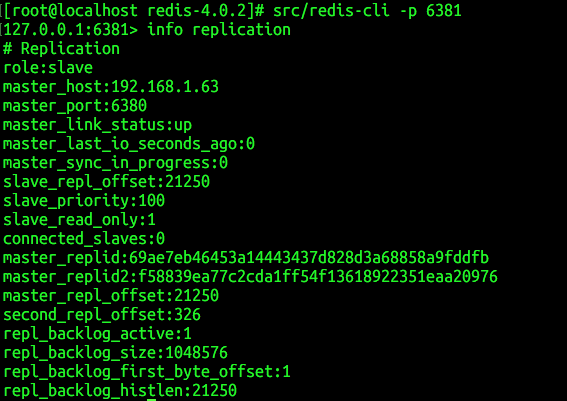 [[root@localhost redis-4.0.2]# src/redis-cli -p 6381
[127.0.0.1:6381> info replication
# Replication
role:slave
master_host:192.168.1.63
master_port:6380
master_link_status:up
master_last_io_seconds_ago:0
master_sync_in_progress:0
slave_repl_offset:21250
slave_priority:100
slave_read_only:1
connected_slaves:0
master_replid:69ae7eb46453a14443437d828d3a68858a9fddfb
master_replid2:f58839ea77c2cda1ff54f13618922351eaa20976
master_repl_offset:21250
second_repl_offset:326
repl_backlog_active:1
repl_backlog_size:1048576
repl_backlog_first_byte_offset:1
repl_backlog_histlen:21250